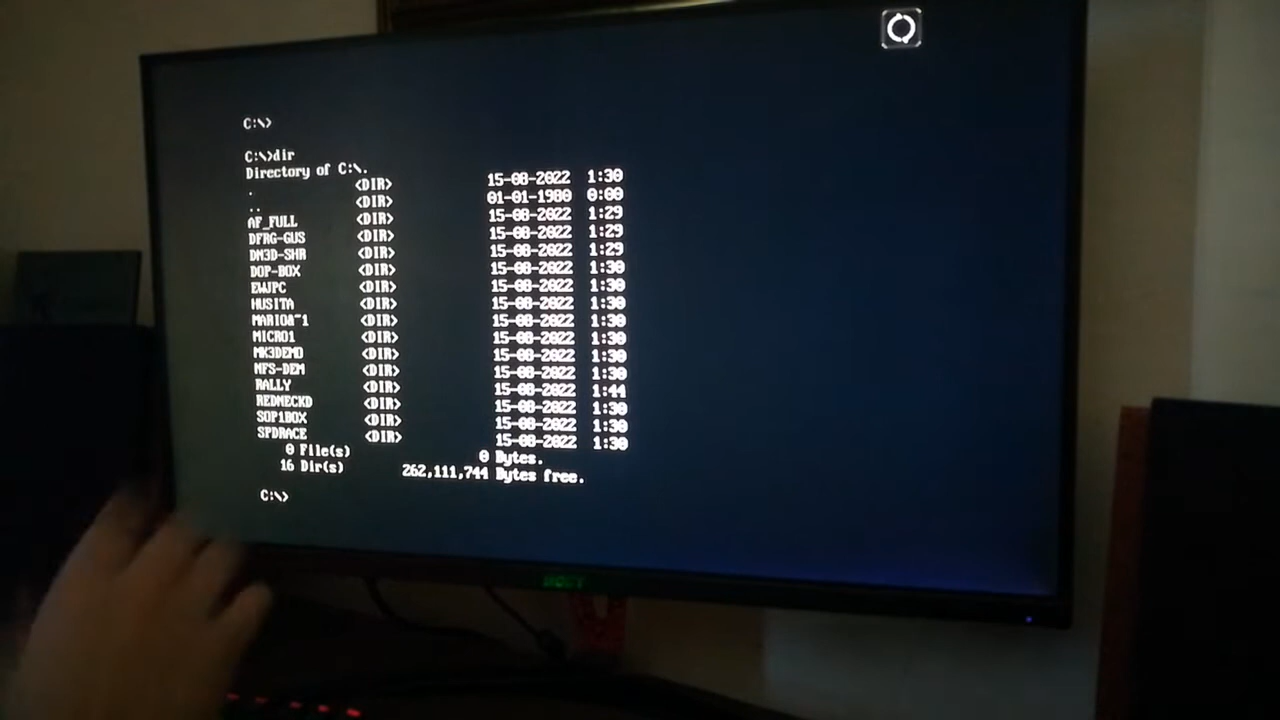 C:\>
C:\>dir
Directory of C:\.
. <DIR> 15-08-2022 1:30
.. <DIR> 01-01-1980 0:00
AF_FULL <DIR> 15-08-2022 1:29
DFRG-GUS <DIR> 15-08-2022 1:29
DM3D-SHR <DIR> 15-08-2022 1:29
DOP-BOX <DIR> 15-08-2022 1:30
EWJPC <DIR> 15-08-2022 1:30
HUSITA <DIR> 15-08-2022 1:30
MARIO&~1 <DIR> 15-08-2022 1:30
MICRO1 <DIR> 15-08-2022 1:30
MK3DEMO <DIR> 15-08-2022 1:30
NFS-DEM <DIR> 15-08-2022 1:30
RALLY <DIR> 15-08-2022 1:44
REDNECKD <DIR> 15-08-2022 1:30
SOP1BOX <DIR> 15-08-2022 1:30
SPDRACE <DIR> 15-08-2022 1:30
0 File(s) 0 Bytes.
16 Dir(s) 262,111,744 Bytes free.
C:\>